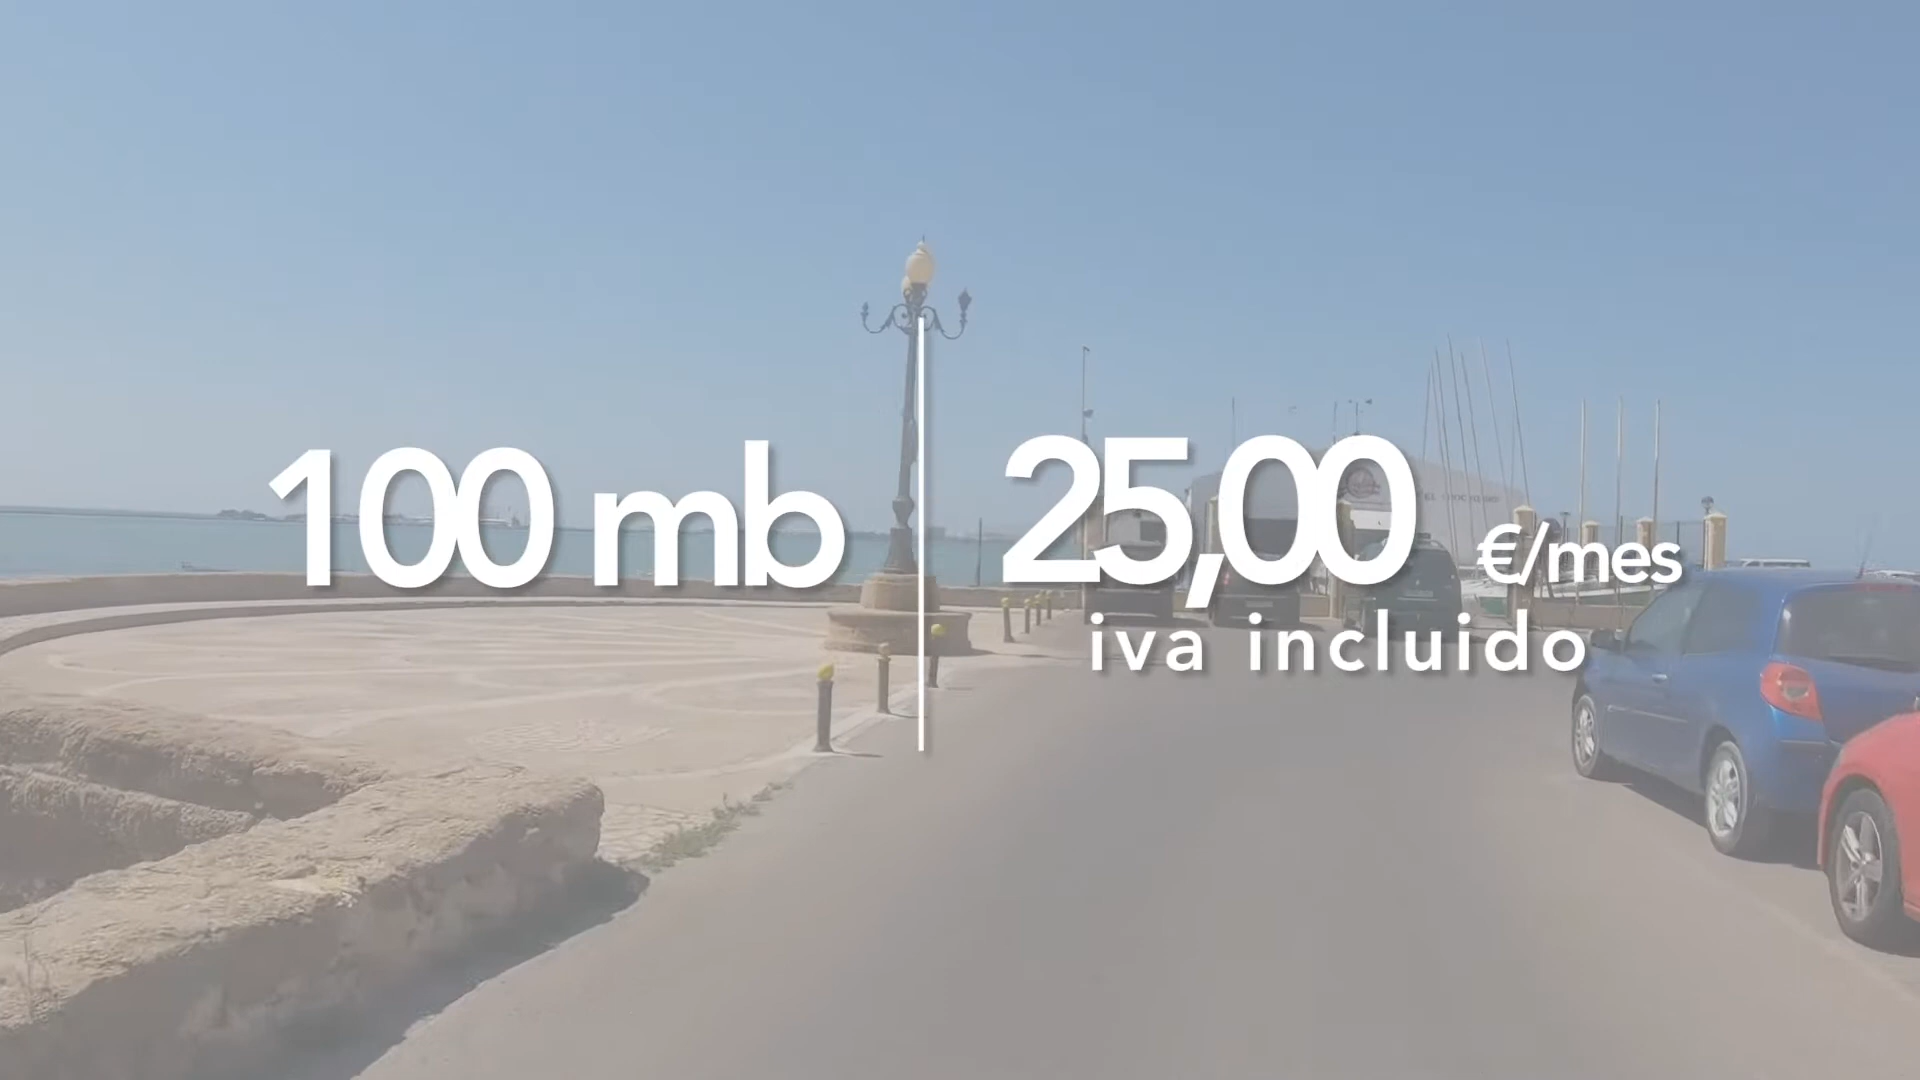 100 mb
25,00 €/mes
iva incluido